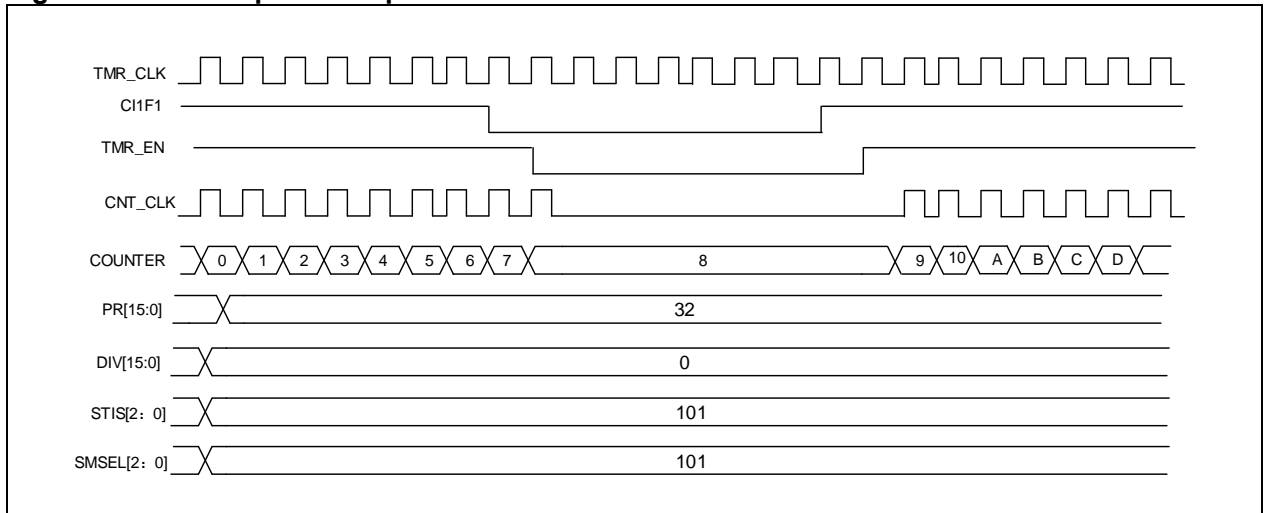 TMR_CLK
CI1F1
TMR_EN
CNT_CLK
COUNTER 0 1 2 3 4 5 6 7 8 9 10 A B C D
PR[15:0] 32
DIV[15:0] 0
STIS[2：0] 101
SMSEL[2：0] 101